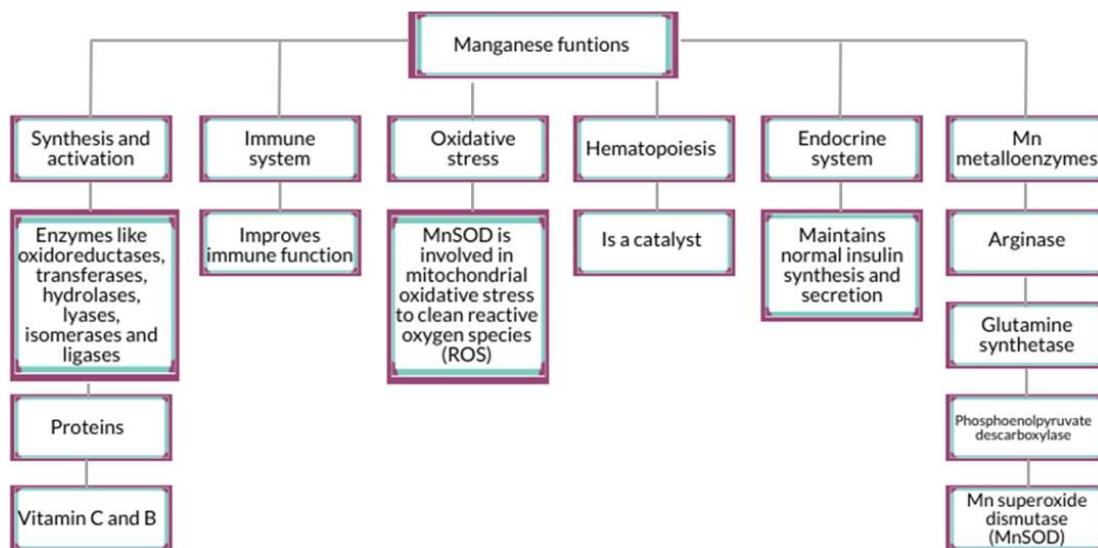 Manganese funtions
Synthesis and
activation
Immune
system
Oxidative
stress
Hematopoiesis
Endocrine
system
Mn
metalloenzymes
Enzymes like
oxidoreductases,
transferases,
hydrolases,
lyases,
isomerases and
ligases
Improves
immune function
MnSOD is
involved in
mitochondrial
oxidative stress
to clean reactive
oxygen species
(ROS)
Is a catalyst
Maintains
normal insulin
synthesis and
secretion
Arginase
Glutamine
synthetase
Proteins
Phosphoenolpyruvate
descarboxylase
Vitamin C and B
Mn superoxide
dismutase
(MnSOD)